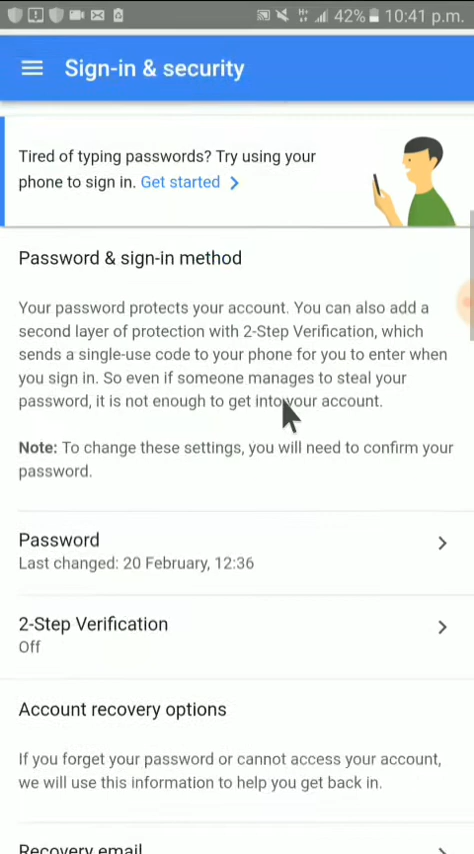 42% 10:41 p.m.
Sign-in & security
Tired of typing passwords? Try using your
phone to sign in. Get started
Password & sign-in method
Your password protects your account. You can also add a
second layer of protection with 2-Step Verification, which
sends a single-use code to your phone for you to enter when
you sign in. So even if someone manages to steal your
password, it is not enough to get into your account.
Note: To change these settings, you will need to confirm your
password.
Password
Last changed: 20 February, 12:36
2-Step Verification
Off
Account recovery options
If you forget your password or cannot access your account,
we will use this information to help you get back in.
Recovery email